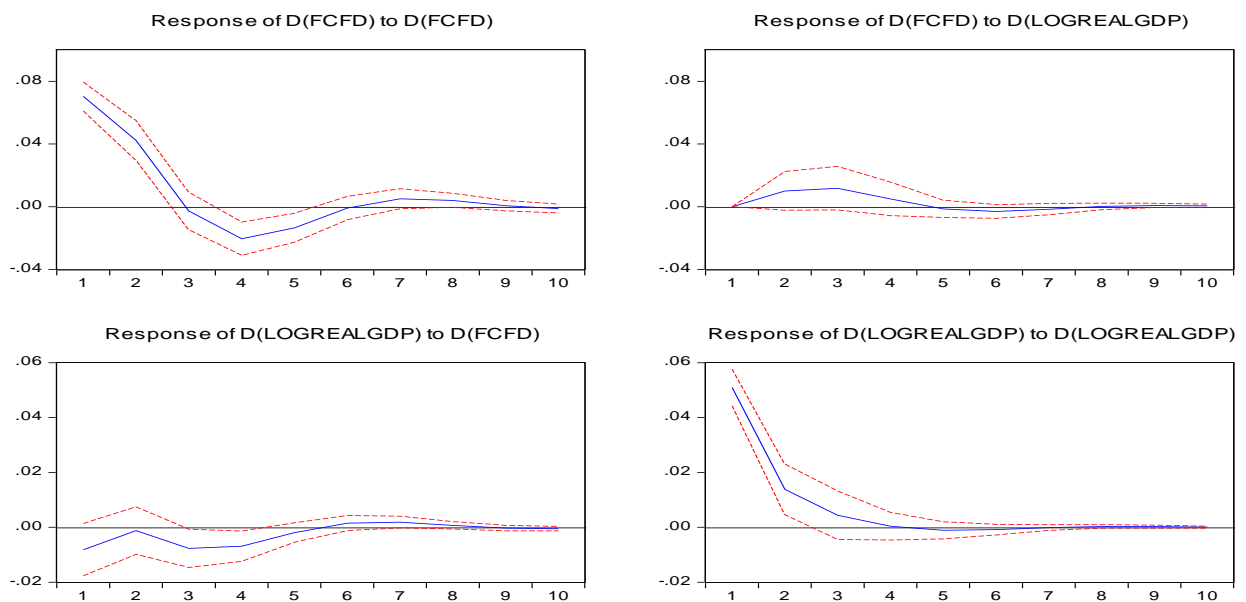 Response of D(FCFD) to D(FCFD)
.08
.04
.00
-.04
1 2 3 4 5 6 7 8 9 10
Response of D(FCFD) to D(LOGREALGDP)
.08
.04
.00
-.04
1 2 3 4 5 6 7 8 9 10
Response of D(LOGREALGDP) to D(FCFD)
.06
.04
.02
.00
-.02
1 2 3 4 5 6 7 8 9 10
Response of D(LOGREALGDP) to D(LOGREALGDP)
.06
.04
.02
.00
-.02
1 2 3 4 5 6 7 8 9 10